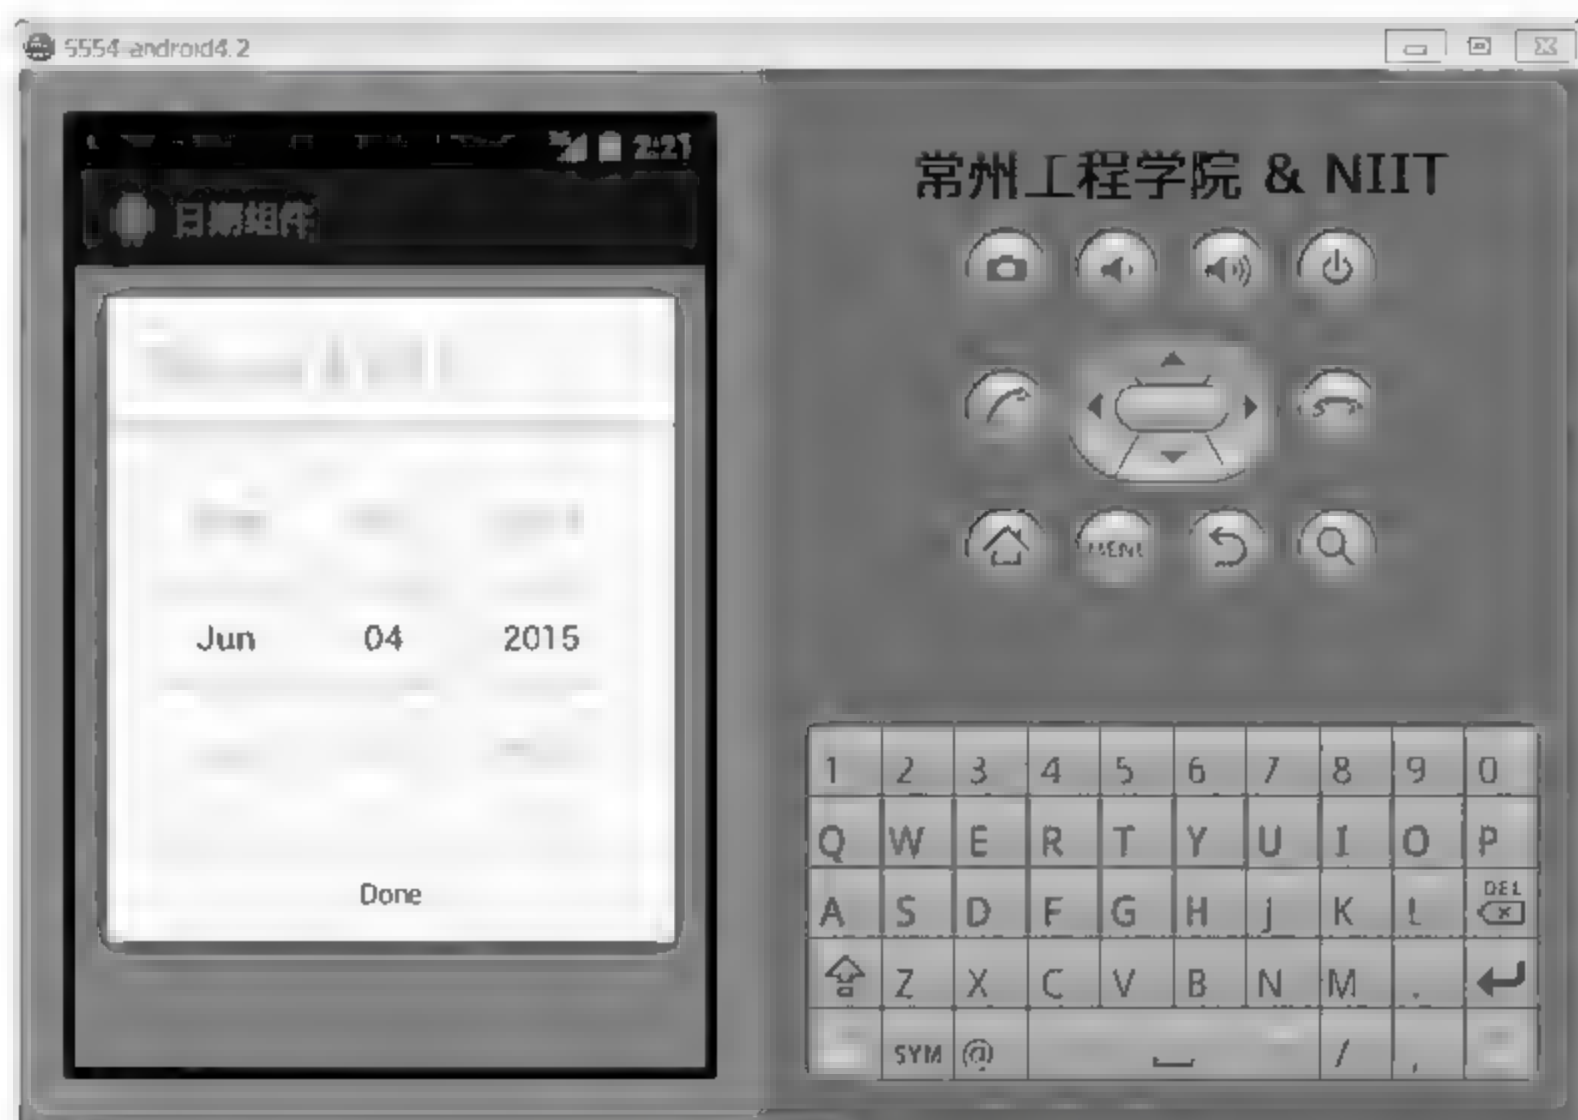 5554-android4.2
2:21
日期组件
Jun 04 2015
Done
常州工程学院 & NIIT
MENU
1 2 3 4 5 6 7 8 9 0
Q W E R T Y U I O P
A S D F G H J K L DEL
Z X C V B N M .
SYM @ / ,